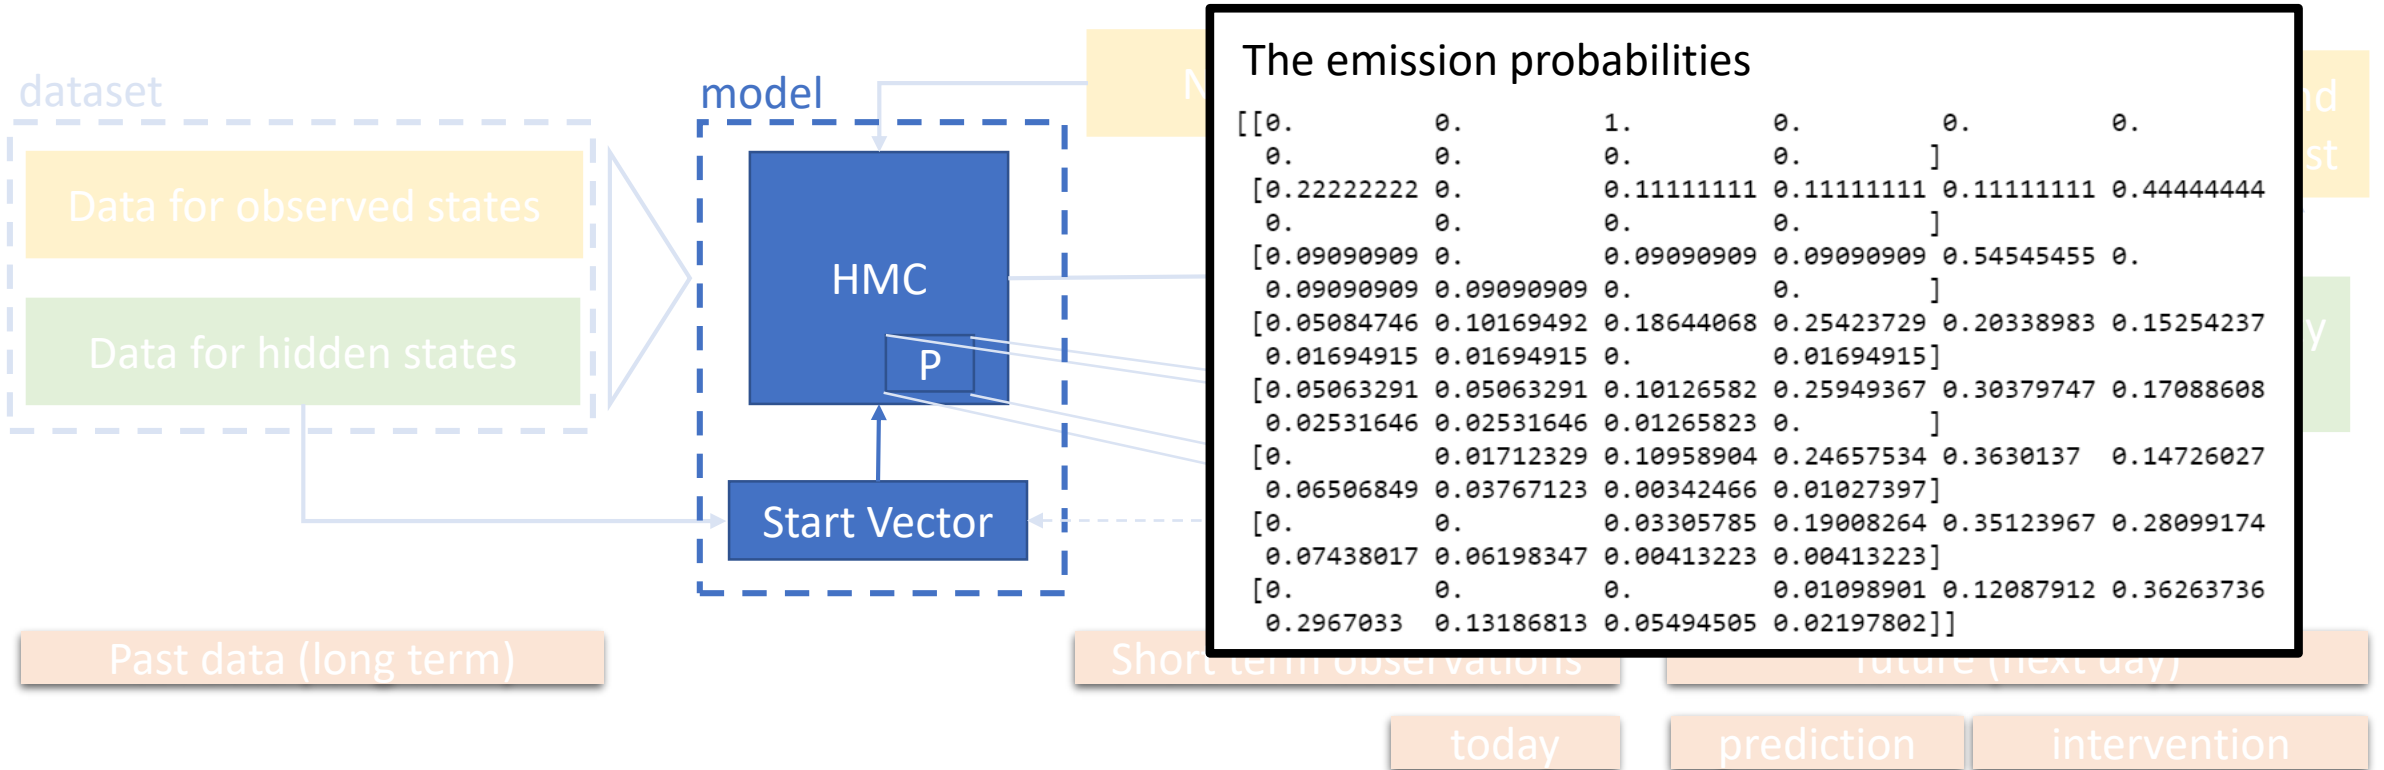 dataset
Data for observed states
Data for hidden states
model
HMC
P
Start Vector
The emission probabilities
[[0. 0. 1. 0. 0. 0.
0. 0. 0. 0. ]
[0.22222222 0. 0.11111111 0.11111111 0.11111111 0.44444444
0. 0. 0. 0. ]
[0.09090909 0. 0.09090909 0.09090909 0.54545455 0.
0.09090909 0.09090909 0. 0. ]
[0.05084746 0.10169492 0.18644068 0.25423729 0.20338983 0.15254237
0.01694915 0.01694915 0. 0.01694915]
[0.05063291 0.05063291 0.10126582 0.25949367 0.30379747 0.17088608
0.02531646 0.02531646 0.01265823 0. ]
[0. 0.01712329 0.10958904 0.24657534 0.3630137 0.14726027
0.06506849 0.03767123 0.00342466 0.01027397]
[0. 0. 0.03305785 0.19008264 0.35123967 0.28099174
0.07438017 0.06198347 0.00413223 0.00413223]
[0. 0. 0. 0.01098901 0.12087912 0.36263736
0.2967033 0.13186813 0.05494505 0.02197802]]
Past data (long term)
Short term observations
future (next day)
today
prediction
intervention